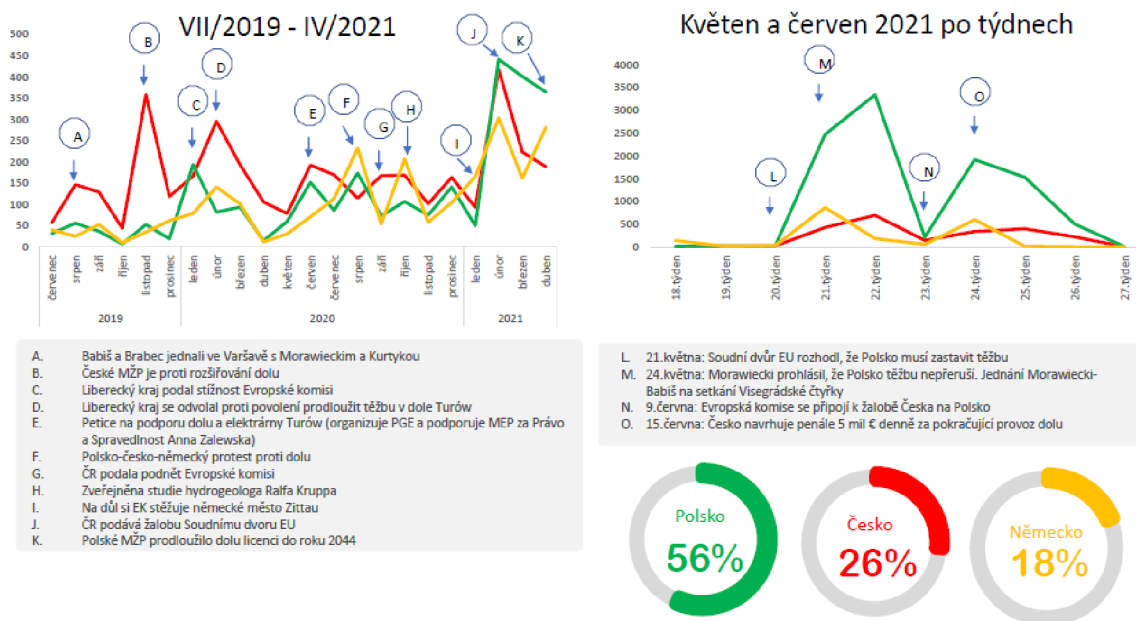 VII/2019 - IV/2021
500
450
400
350
300
250
200
150
100
50
0
A
B
C
D
E
F
G
H
I
J
K
červenec
srpen
září
říjen
listopad
prosinec
leden
únor
březen
duben
květen
červen
červenec
srpen
září
říjen
listopad
prosinec
leden
únor
březen
duben
2019
2020
2021
A. Babiš a Brabec jednali ve Varšavě s Morawieckim a Kurtykou
B. České MŽP je proti rozšiřování dolu
C. Liberecký kraj podal stížnost Evropské komisi
D. Liberecký kraj se odvolal proti povolení prodloužit těžbu v dole Turów
E. Petice na podporu dolu a elektrárny Turów (organizuje PGE a podporuje MEP za Právo
a Spravedlnost Anna Zalewska)
F. Polsko-česko-německý protest proti dolu
G. ČR podala podnět Evropské komisi
H. Zveřejněna studie hydrogeologa Ralfa Kruppa
I. Na důl si EK stěžuje německé město Zittau
J. ČR podává žalobu Soudnímu dvoru EU
K. Polské MŽP prodloužilo dolu licenci do roku 2044
Květen a červen 2021 po týdnech
4000
3500
3000
2500
2000
1500
1000
500
0
L
M
N
O
18.týden
19.týden
20.týden
21.týden
22.týden
23.týden
24.týden
25.týden
26.týden
27.týden
L. 21.května: Soudní dvůr EU rozhodl, že Polsko musí zastavit těžbu
M. 24.května: Morawiecki prohlásil, že Polsko těžbu nepřeruší. Jednání Morawiecki-
Babiš na setkání Visegrádské čtyřky
N. 9.června: Evropská komise se připojí k žalobě Česka na Polsko
O. 15.června: Česko navrhuje penále 5 mil € denně za pokračující provoz dolu
Polsko
56%
Česko
26%
Německo
18%